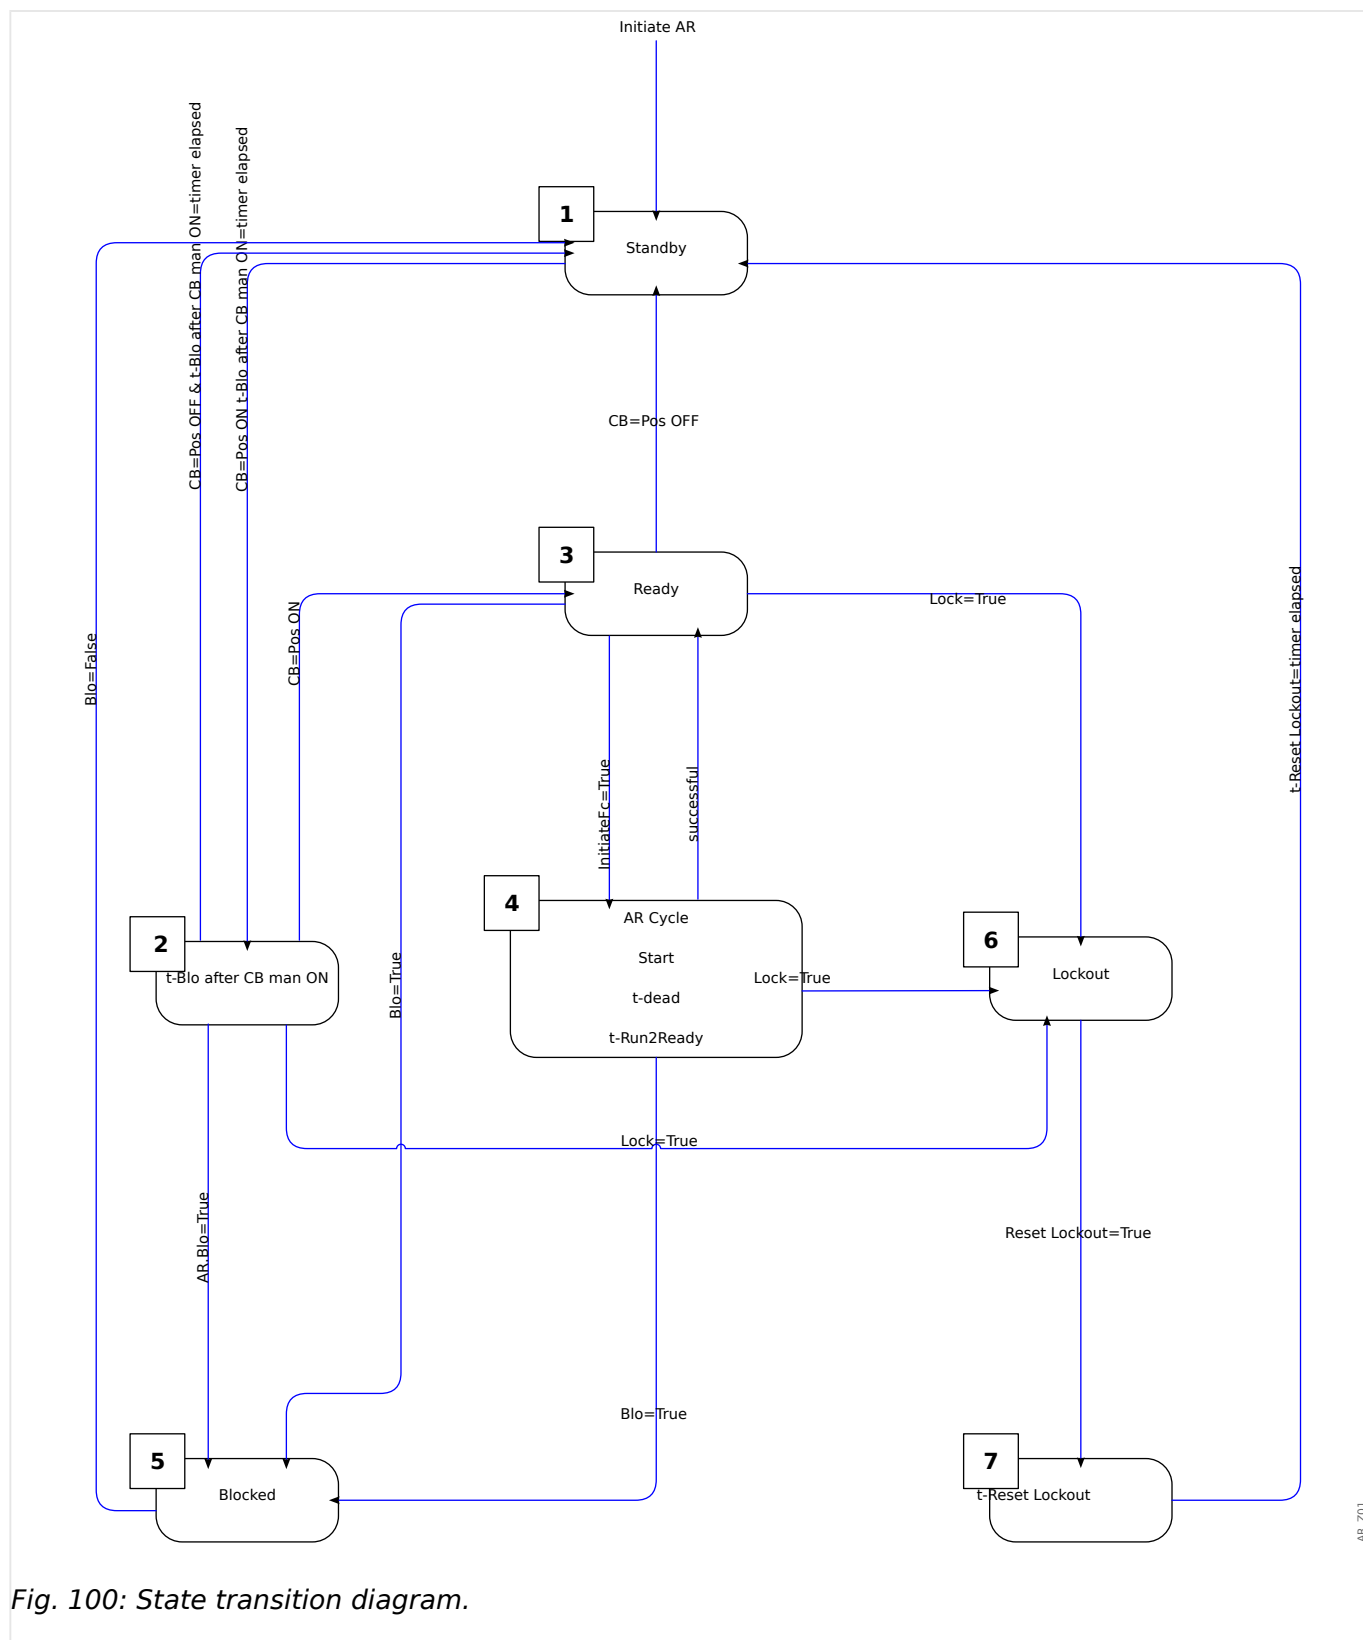 Initiate AR
1
Standby
CB=Pos OFF & t-Blo after CB man ON=timer elapsed
CB=Pos ON t-Blo after CB man ON=timer elapsed
CB=Pos OFF
3
Ready
Lock=True
CB=Pos ON
Blo=False
t-Reset Lockout=timer elapsed
InitiateFc=True
successful
4
AR Cycle
Start
t-dead
t-Run2Ready
2
t-Blo after CB man ON
Blo=True
Lock=True
6
Lockout
Lock=True
AR.Blo=True
Reset Lockout=True
Blo=True
5
Blocked
7
t-Reset Lockout
AR_Z01
Fig. 100: State transition diagram.